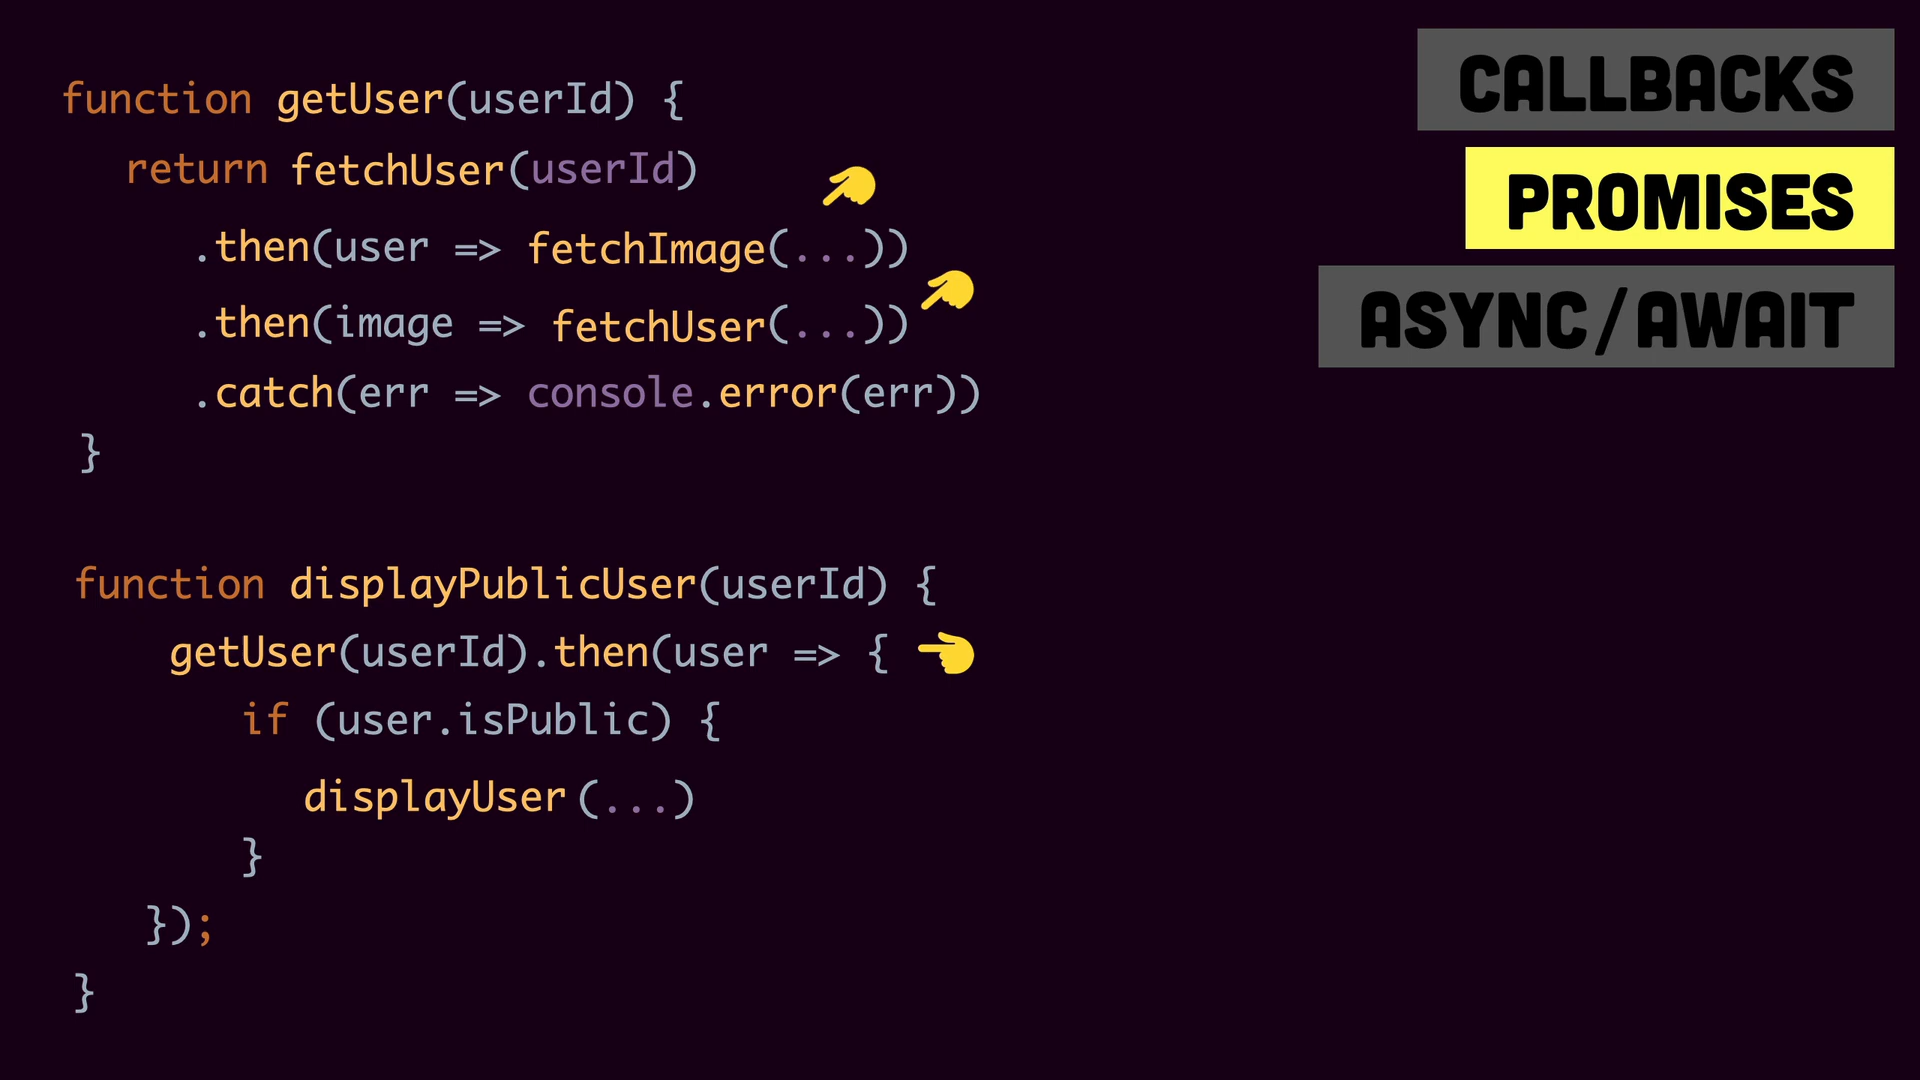 function getUser(userId) {
return fetchUser(userId)
.then(user => fetchImage(...))
.then(image => fetchUser(...))
.catch(err => console.error(err))
}
function displayPublicUser(userId) {
getUser(userId).then(user => {
if (user.isPublic) {
displayUser(...)
}
});
}
CALLBACKS
PROMISES
ASYNC/AWAIT